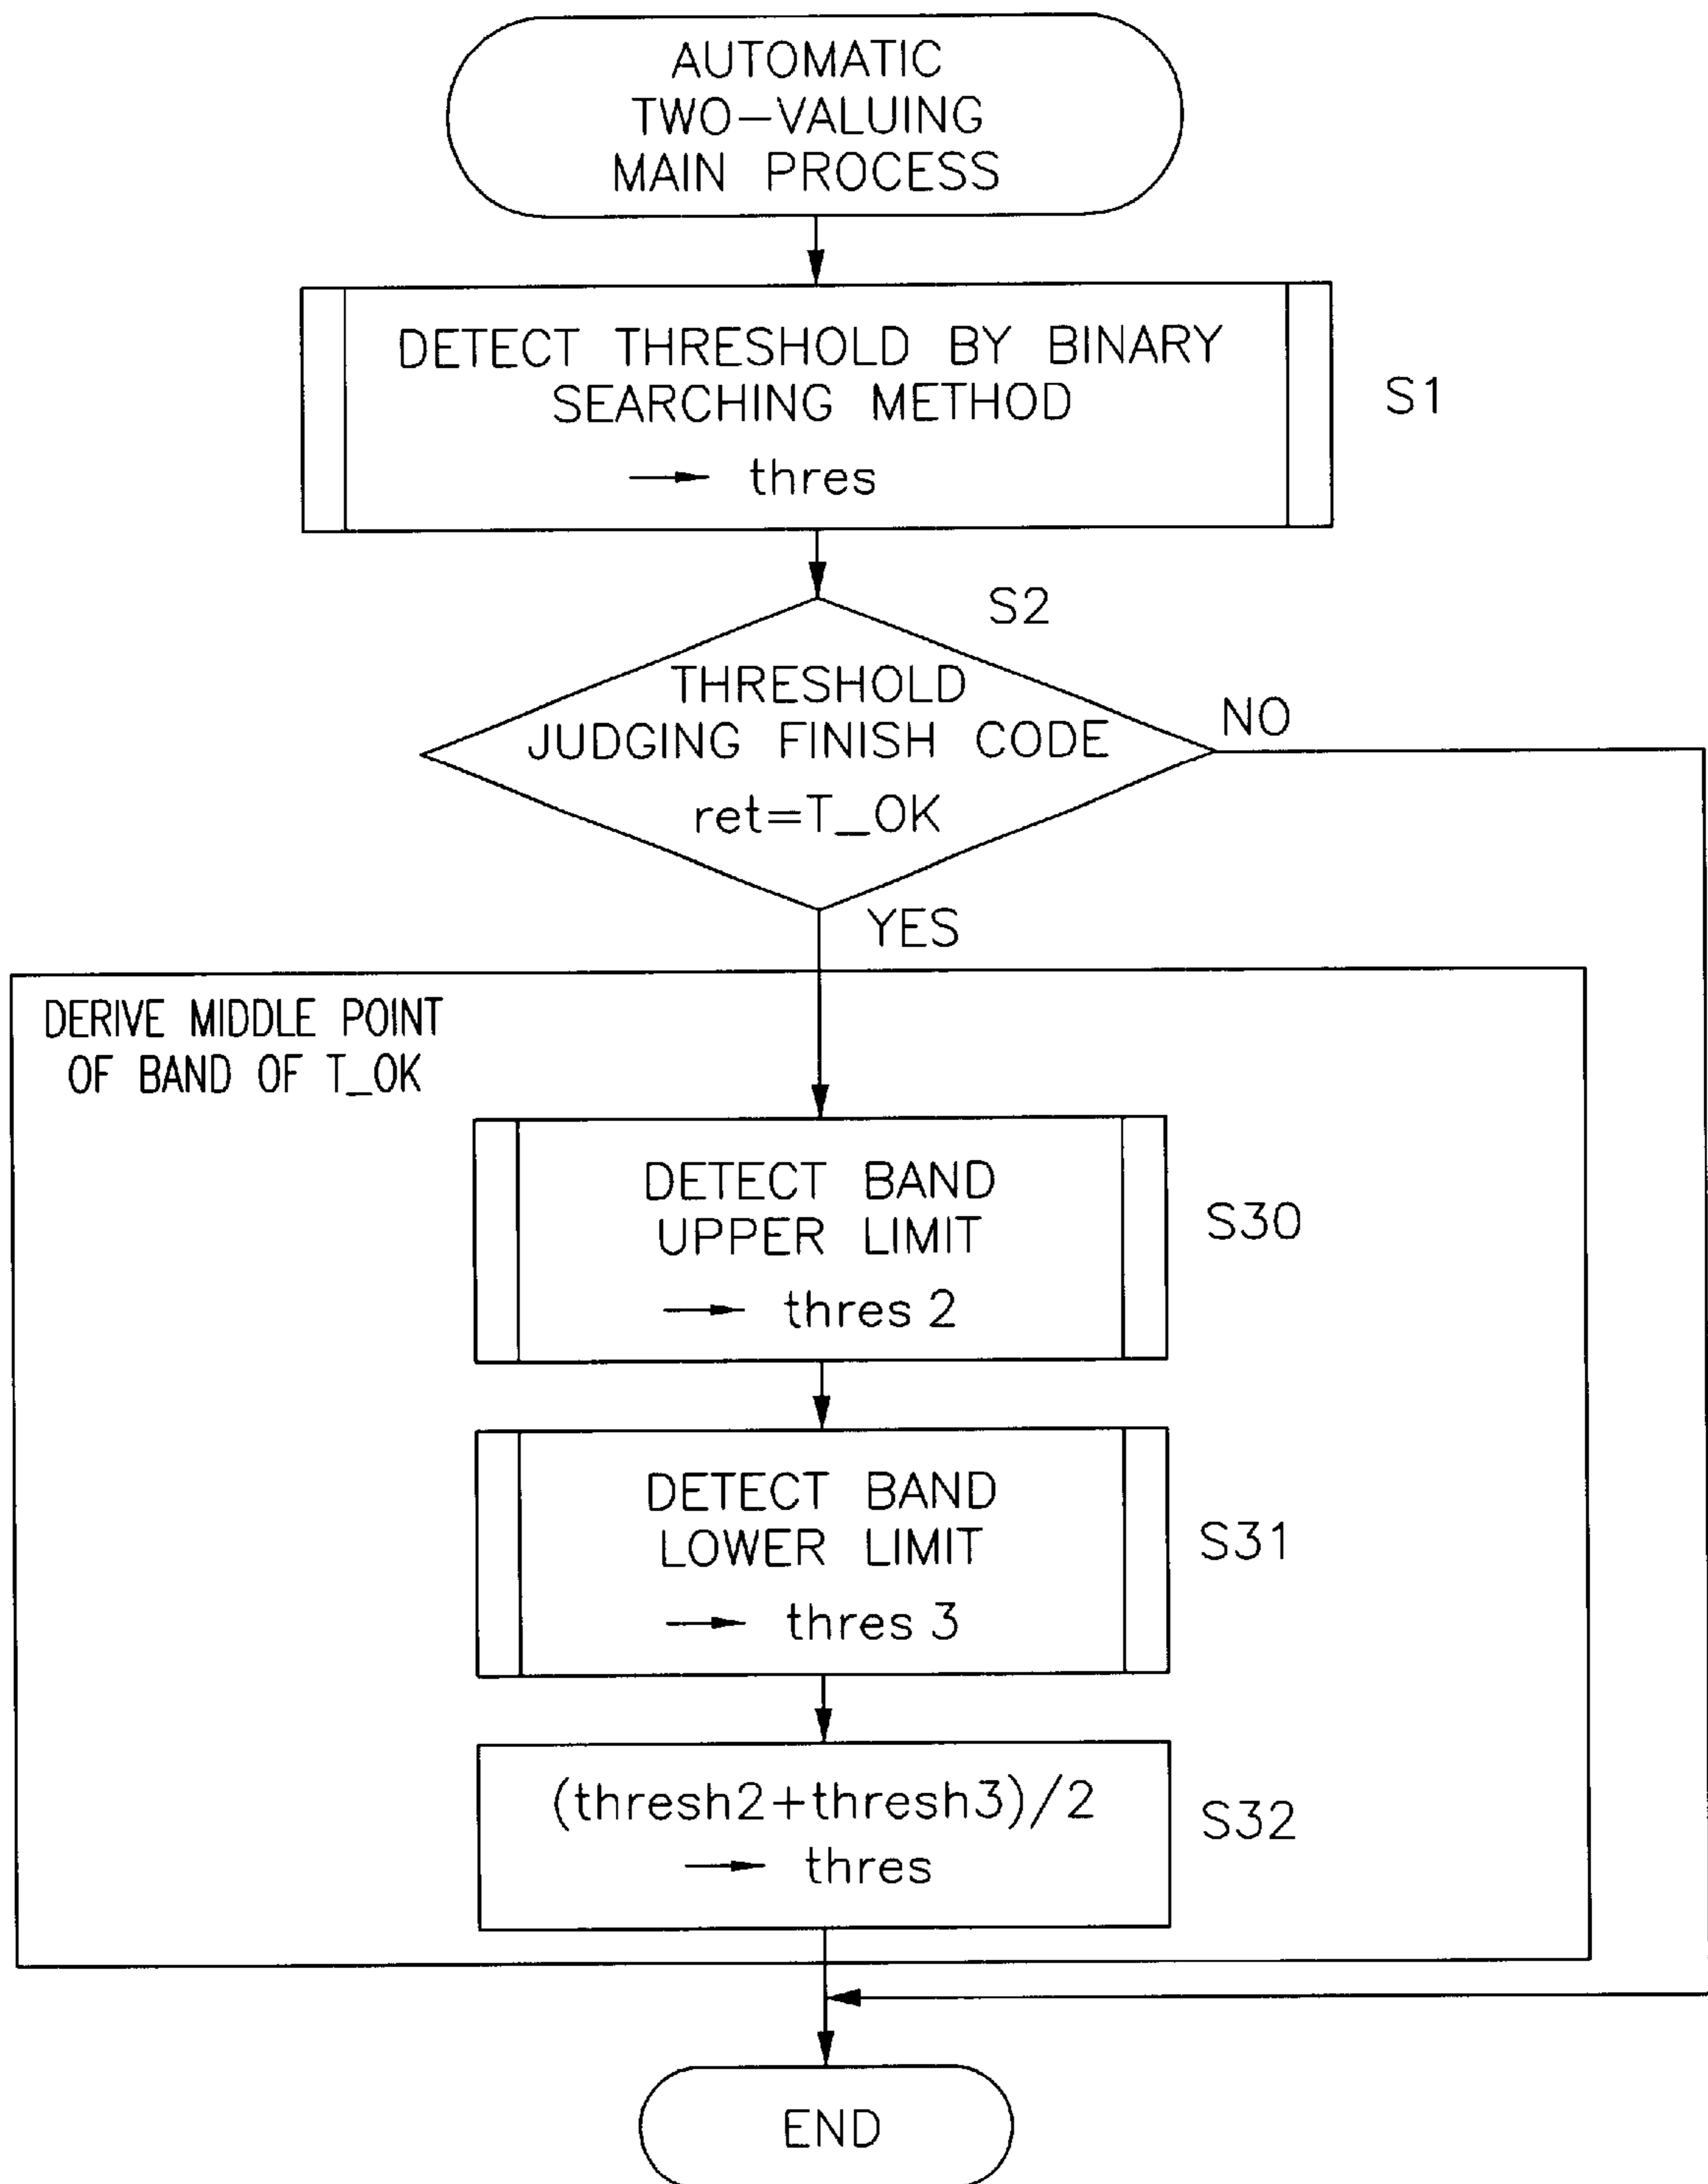 AUTOMATIC
TWO-VALUING
MAIN PROCESS
DETECT THRESHOLD BY BINARY
SEARCHING METHOD
→ thres
S1
S2
THRESHOLD
JUDGING FINISH CODE
ret=T_OK
NO
YES
DERIVE MIDDLE POINT
OF BAND OF T_OK
DETECT BAND
UPPER LIMIT
→ thres 2
S30
DETECT BAND
LOWER LIMIT
→ thres 3
S31
(thresh2+thresh3)/2
→ thres
S32
END